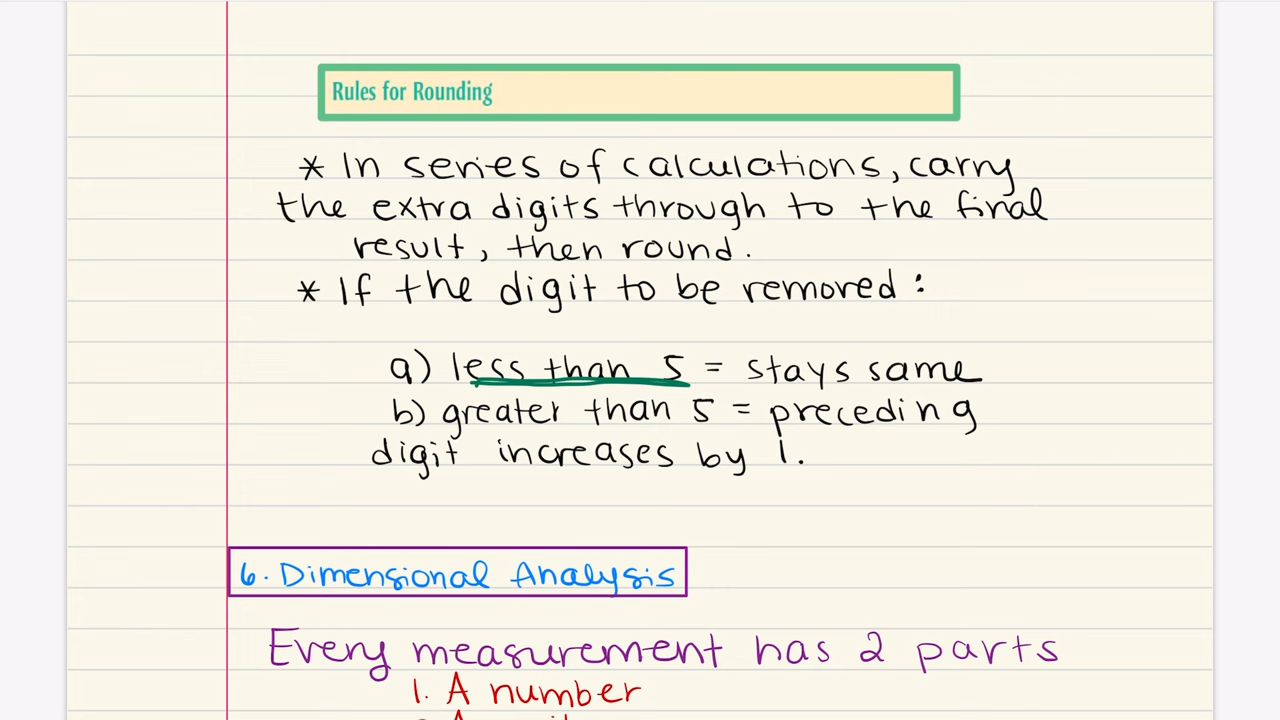 Rules for Rounding
* In series of calculations, carry
the extra digits through to the final
result, then round.
* If the digit to be removed:
a) less than 5 = stays same
b) greater than 5 = preceding
digit increases by 1.
6. Dimensional Analysis
Every measurement has 2 parts
1. A number